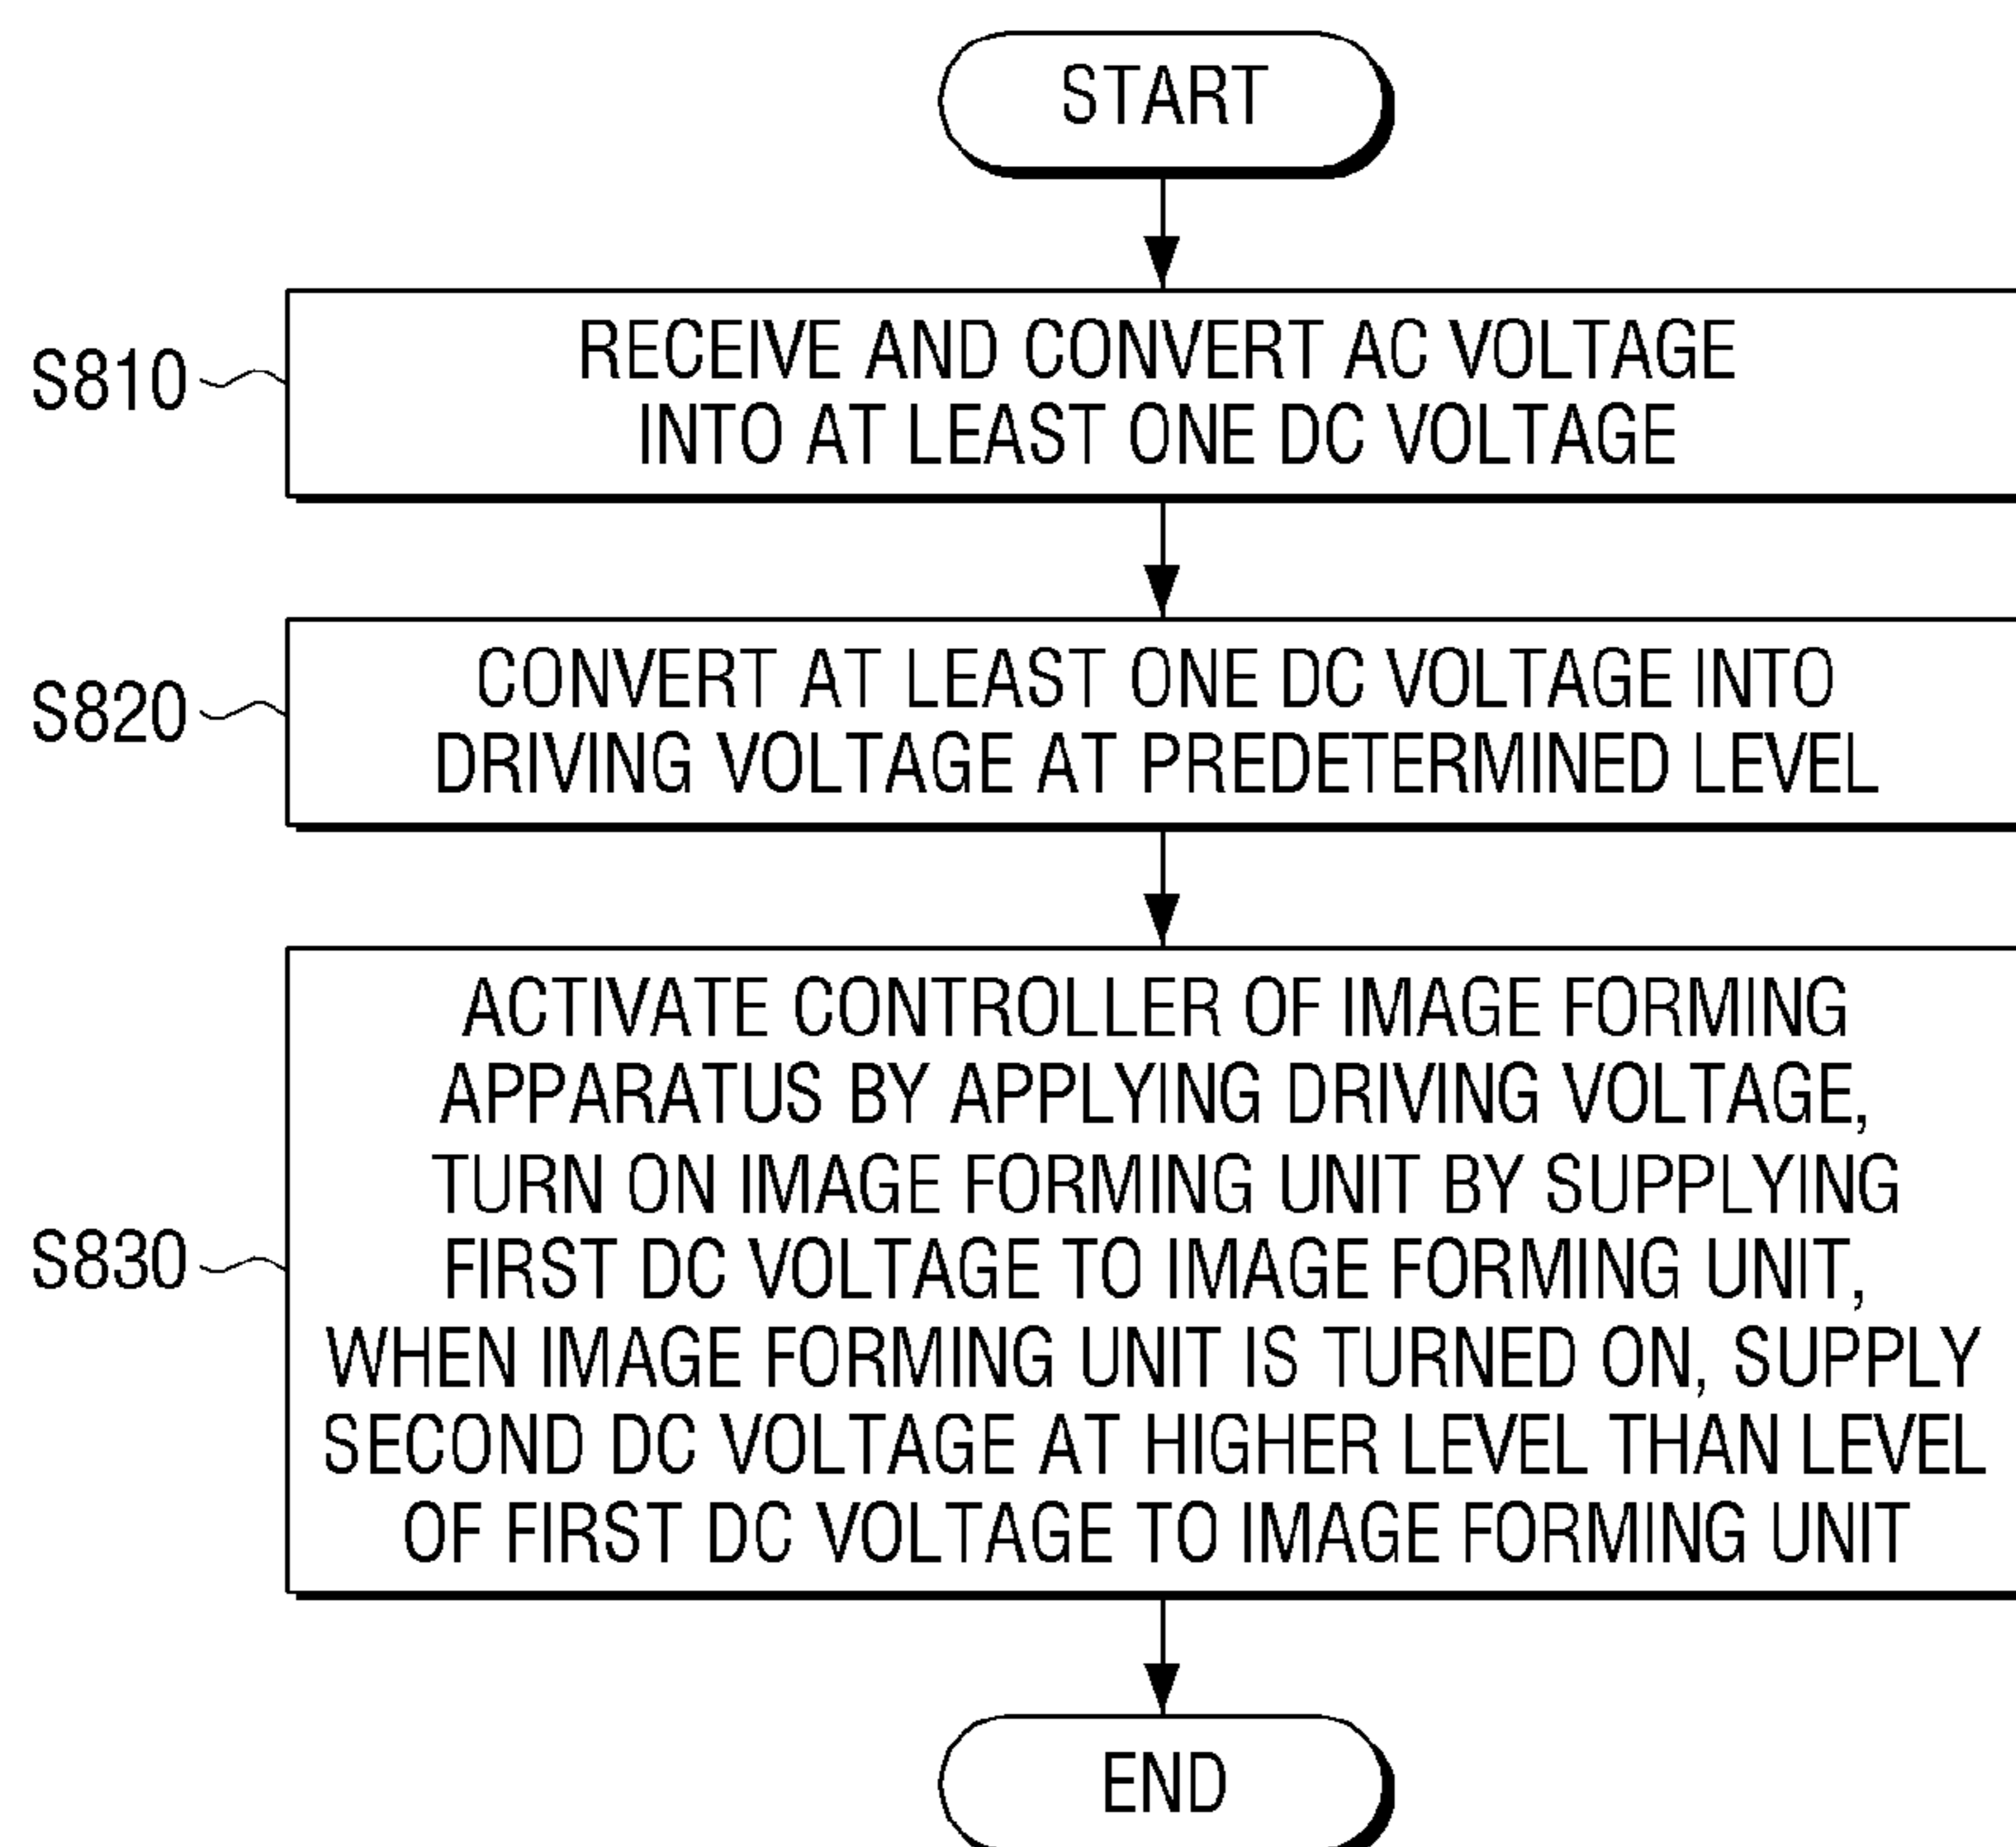 START
S810
RECEIVE AND CONVERT AC VOLTAGE
INTO AT LEAST ONE DC VOLTAGE
S820
CONVERT AT LEAST ONE DC VOLTAGE INTO
DRIVING VOLTAGE AT PREDETERMINED LEVEL
S830
ACTIVATE CONTROLLER OF IMAGE FORMING
APPARATUS BY APPLYING DRIVING VOLTAGE,
TURN ON IMAGE FORMING UNIT BY SUPPLYING
FIRST DC VOLTAGE TO IMAGE FORMING UNIT,
WHEN IMAGE FORMING UNIT IS TURNED ON, SUPPLY
SECOND DC VOLTAGE AT HIGHER LEVEL THAN LEVEL
OF FIRST DC VOLTAGE TO IMAGE FORMING UNIT
END